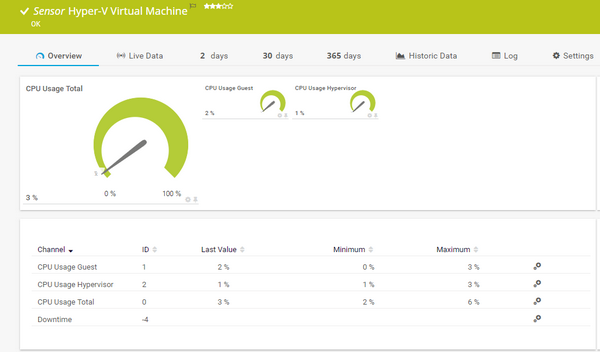 Sensor Hyper-V Virtual Machine
OK
Overview
Live Data
2 days
30 days
365 days
Historic Data
Log
Settings
CPU Usage Total
CPU Usage Guest
CPU Usage Hypervisor
2 %
1 %
0 %
100 %
3 %
Channel ID Last Value Minimum Maximum
CPU Usage Guest 1 2 % 0 % 3 %
CPU Usage Hypervisor 2 1 % 1 % 3 %
CPU Usage Total 0 3 % 2 % 6 %
Downtime -4